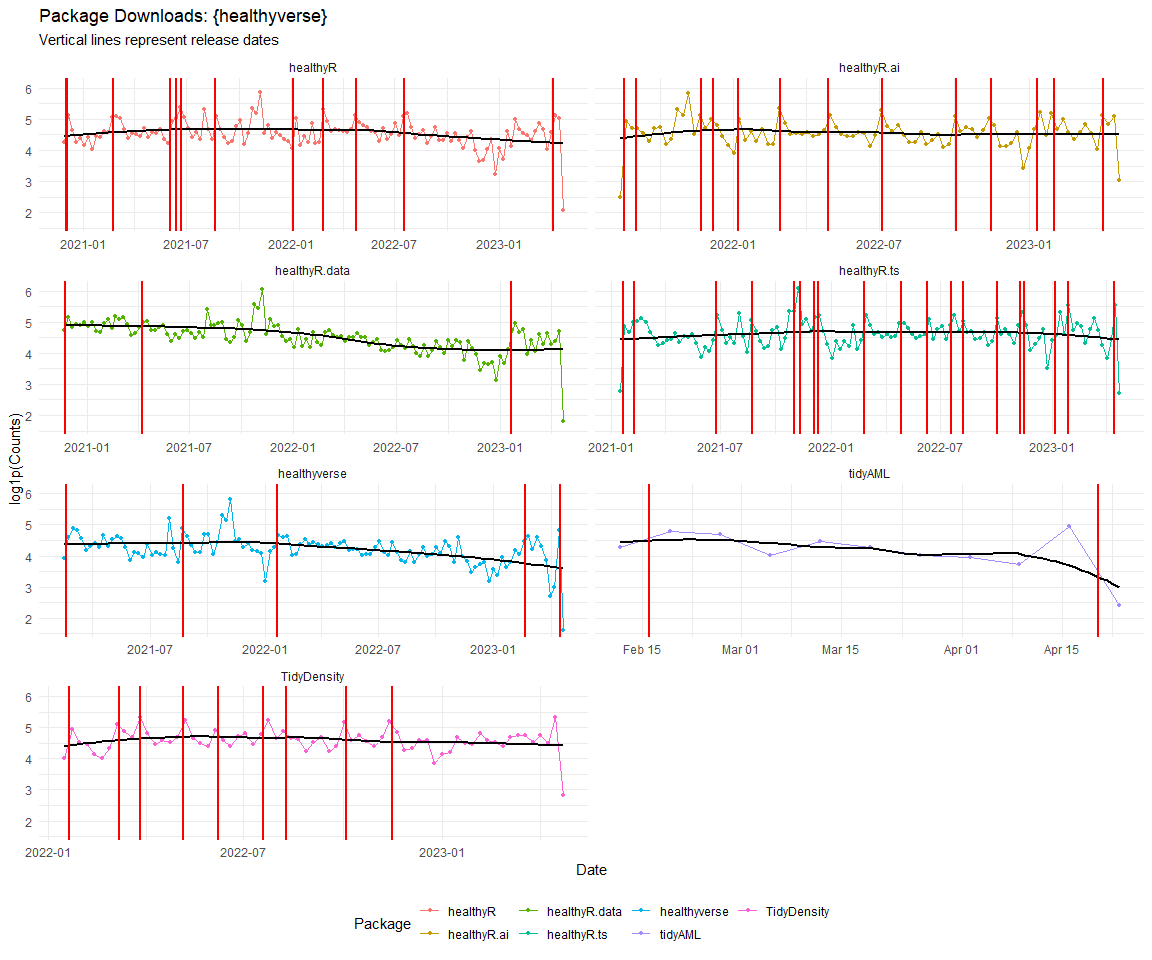 Package Downloads: {healthyverse}
Vertical lines represent release dates
healthyR healthyR.ai
6
5
4
3
2
2021-01 2021-07 2022-01 2022-07 2023-01 2022-01 2022-07 2023-01
healthyR.data healthyR.ts
6
5
4
3
2
2021-01 2021-07 2022-01 2022-07 2023-01 2021-01 2021-07 2022-01 2022-07 2023-01
log1p(Counts)
healthyverse tidyAML
6
5
4
3
2
2021-07 2022-01 2022-07 2023-01 Feb 15 Mar 01 Mar 15 Apr 01 Apr 15
TidyDensity
6
5
4
3
2
2022-01 2022-07 2023-01
Date
Package
healthyR healthyR.data healthyverse TidyDensity
healthyR.ai healthyR.ts tidyAML